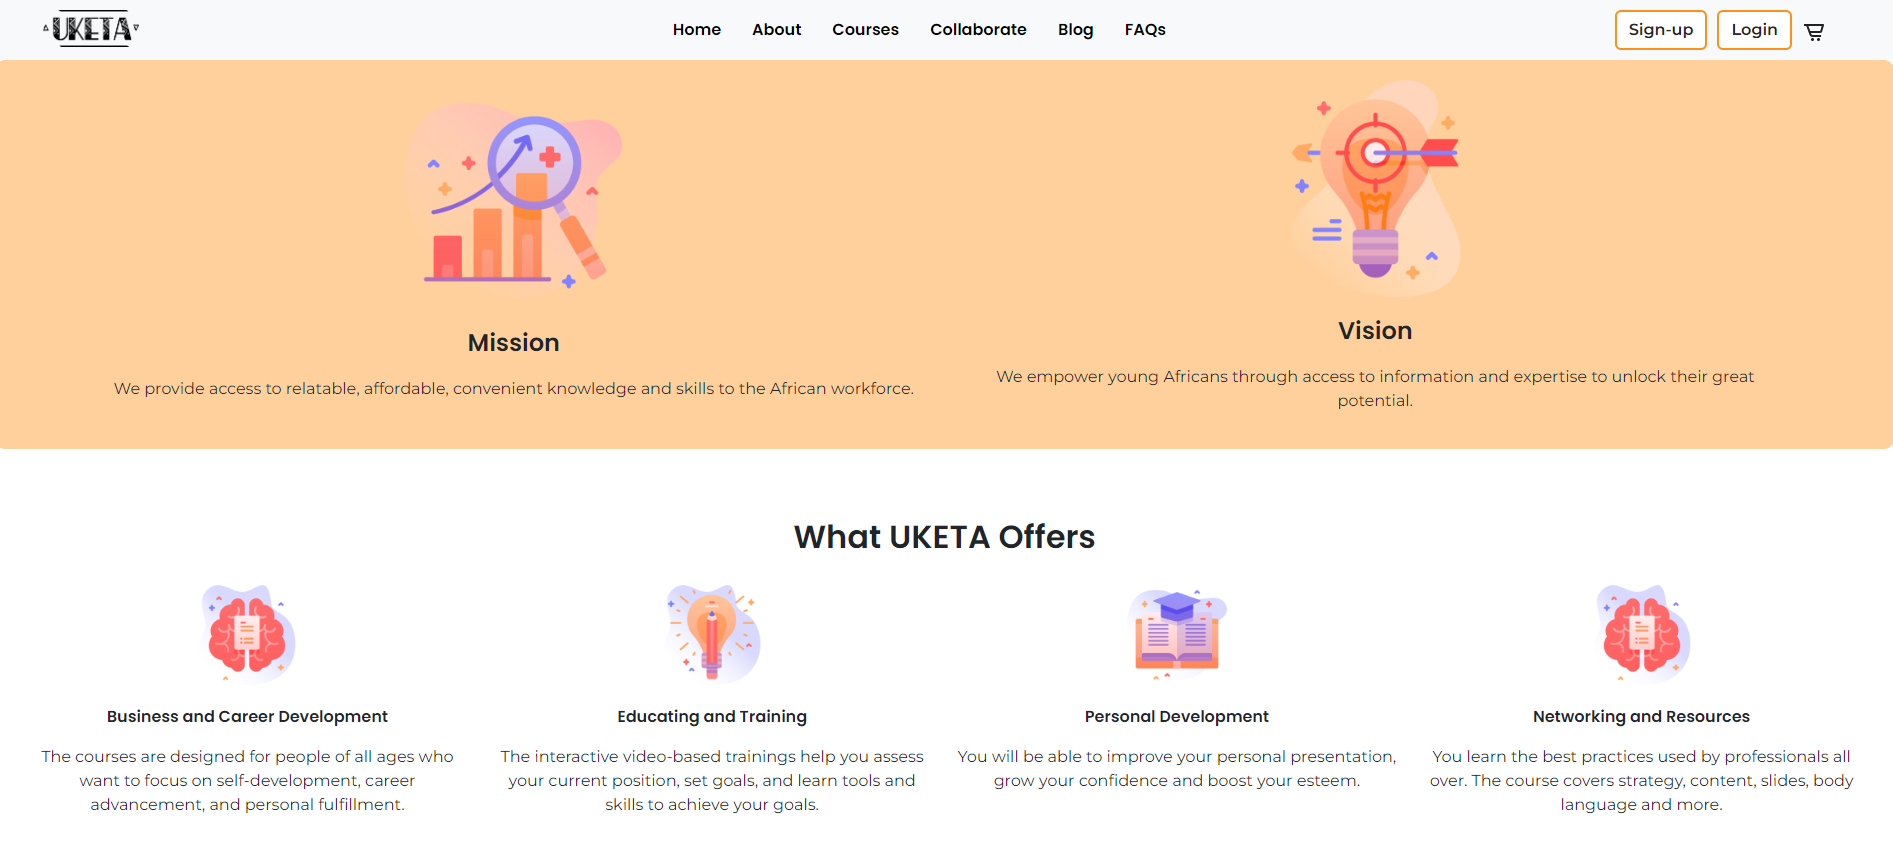 UKETA
Home About Courses Collaborate Blog FAQs
Sign-up Login
Mission
We provide access to relatable, affordable, convenient knowledge and skills to the African workforce.
Vision
We empower young Africans through access to information and expertise to unlock their great
potential.
What UKETA Offers
Business and Career Development
The courses are designed for people of all ages who
want to focus on self-development, career
advancement, and personal fulfillment.
Educating and Training
The interactive video-based trainings help you assess
your current position, set goals, and learn tools and
skills to achieve your goals.
Personal Development
You will be able to improve your personal presentation,
grow your confidence and boost your esteem.
Networking and Resources
You learn the best practices used by professionals all
over. The course covers strategy, content, slides, body
language and more.